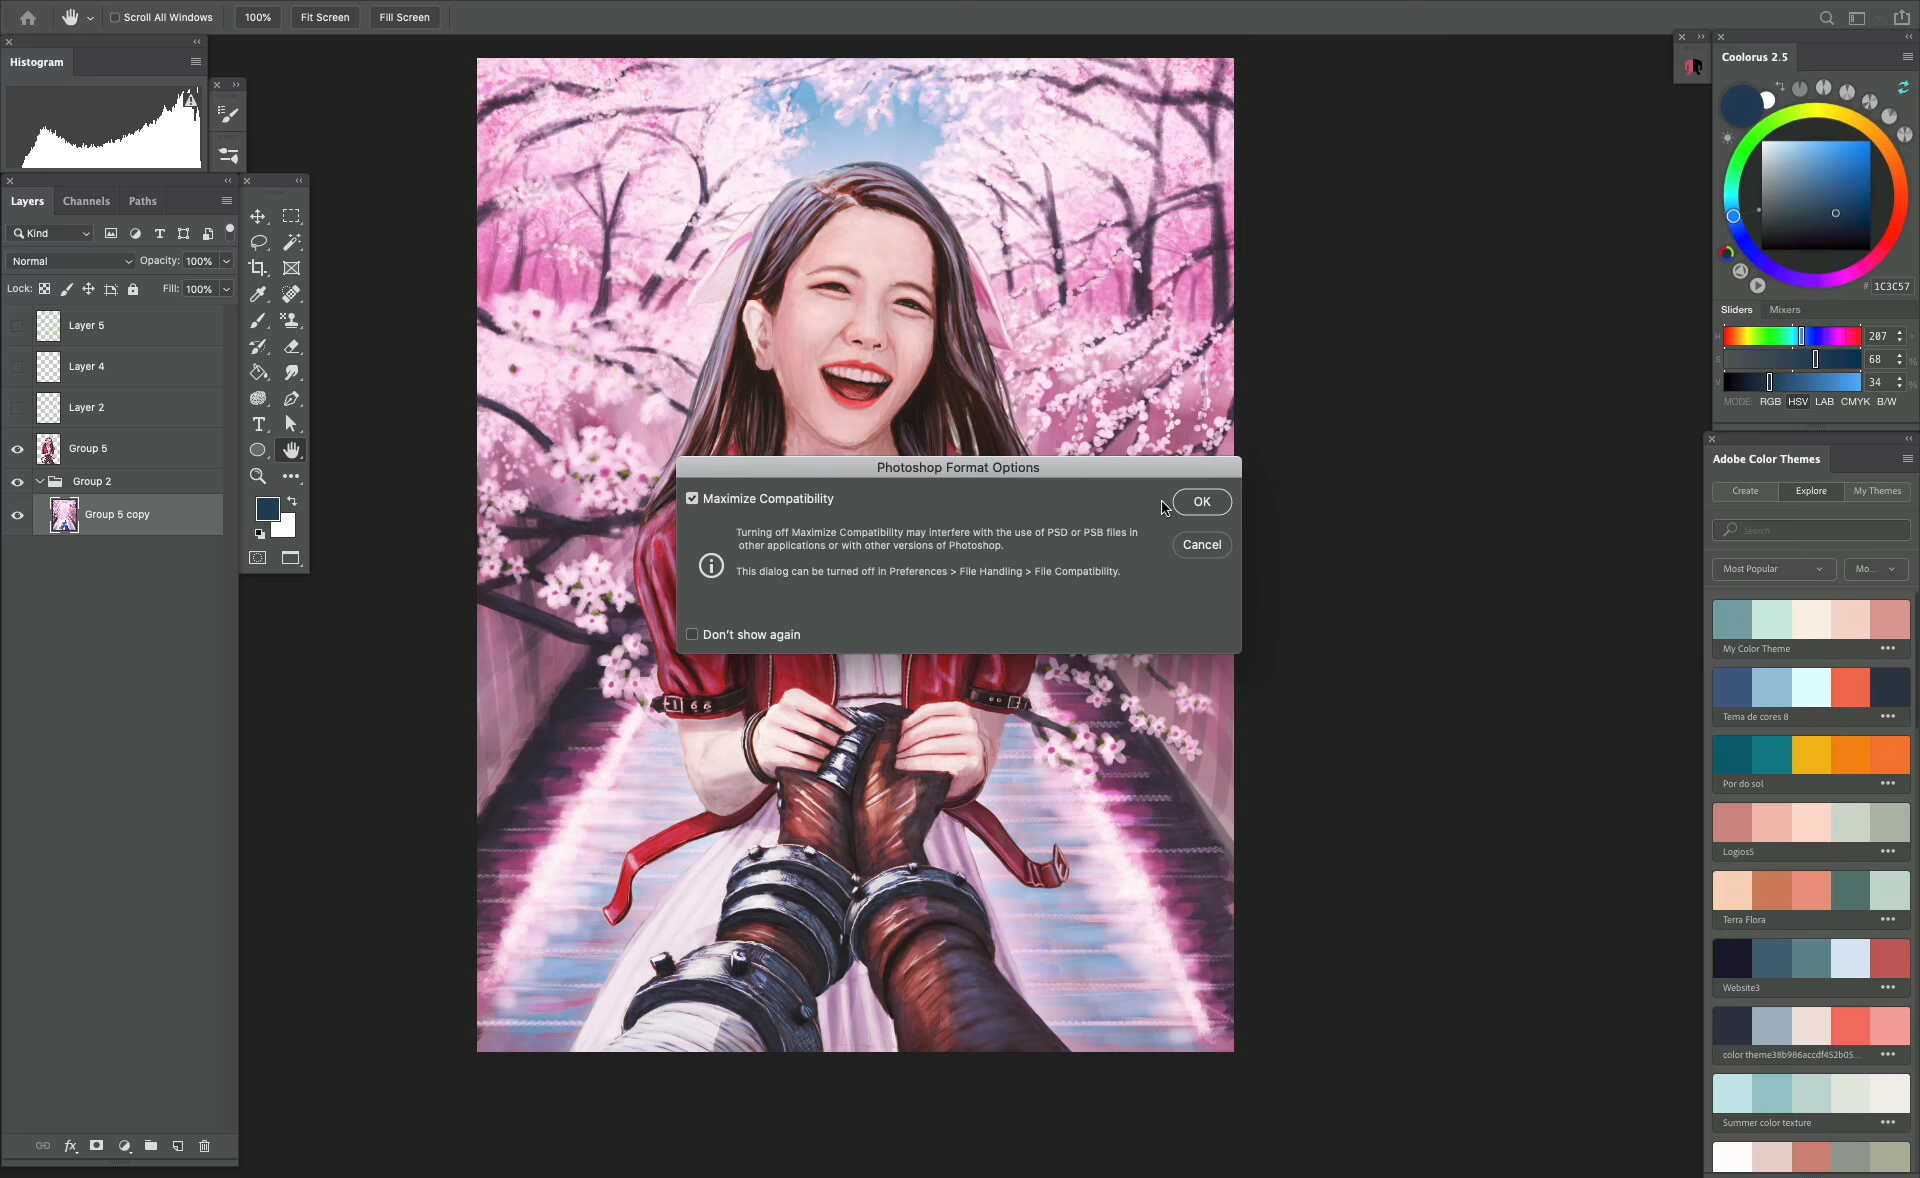 Scroll All Windows
100%
Fit Screen
Fill Screen
Histogram
Layers
Channels
Paths
Kind
Normal
Opacity: 100%
Lock:
Fill: 100%
Layer 5
Layer 4
Layer 2
Group 5
Group 2
Group 5 copy
fx
Photoshop Format Options
Maximize Compatibility
OK
Turning off Maximize Compatibility may interfere with the use of PSD or PSB files in
other applications or with other versions of Photoshop.
Cancel
This dialog can be turned off in Preferences > File Handling > File Compatibility.
Don't show again
Coolorus 2.5
# 1C3C57
Sliders
Mixers
H 207 °
S 68 %
V 34 %
MODE: RGB HSV LAB CMYK B/W
Adobe Color Themes
Create
Explore
My Themes
Search
Most Popular
Mo...
My Color Theme
Tema de cores 8
Por do sol
Logios5
Terra Flora
Website3
color theme38b986accdf452b05...
Summer color texture